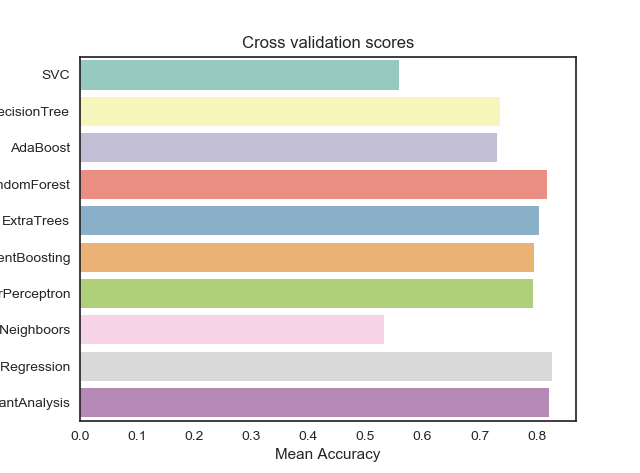 Cross validation scores
SVC
ecisionTree
AdaBoost
ndomForest
ExtraTrees
entBoosting
rPerceptron
Neighboors
Regression
antAnalysis
0.0 0.1 0.2 0.3 0.4 0.5 0.6 0.7 0.8
Mean Accuracy